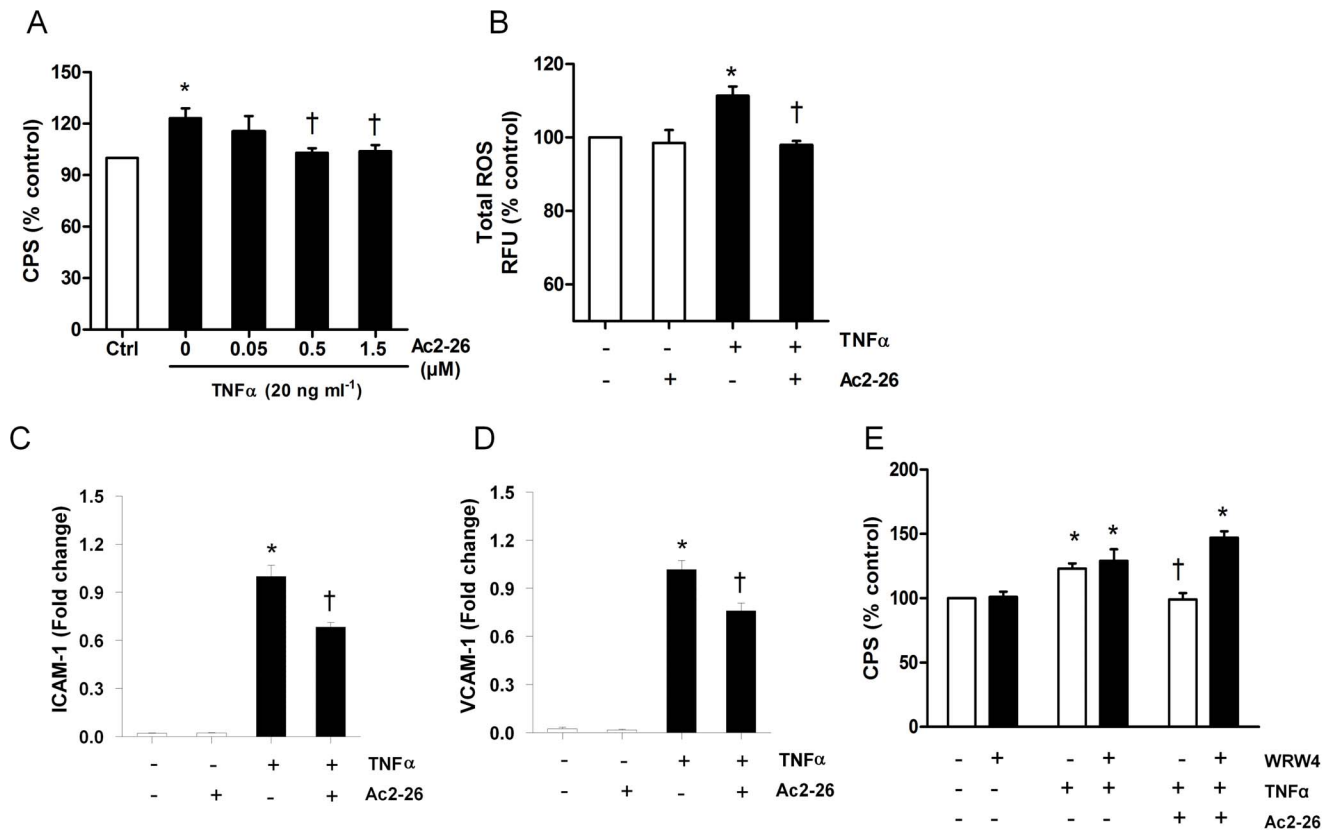 A
CPS (% control)
150
120
90
60
30
0
*
†
†
Ctrl 0 0.05 0.5 1.5 Ac2-26
(µM)
TNFα (20 ng ml-1)
B
Total ROS
RFU (% control)
120
100
80
60
*
†
- - + + TNFα
- + - + Ac2-26
C
ICAM-1 (Fold change)
1.5
1.2
0.9
0.6
0.3
0.0
*
†
- - + + TNFα
- + - + Ac2-26
D
VCAM-1 (Fold change)
1.5
1.2
0.9
0.6
0.3
0.0
*
†
- - + + TNFα
- + - + Ac2-26
E
CPS (% control)
200
150
100
50
0
*
*
†
*
- + - + - + WRW4
- - + + + + TNFα
- - - - + + Ac2-26